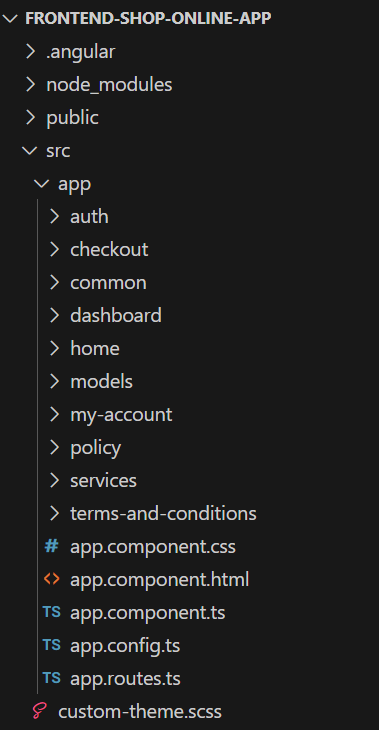 FRONTEND-SHOP-ONLINE-APP
.angular
node_modules
public
src
app
auth
checkout
common
dashboard
home
models
my-account
policy
services
terms-and-conditions
# app.component.css
<> app.component.html
TS app.component.ts
TS app.config.ts
TS app.routes.ts
custom-theme.scss